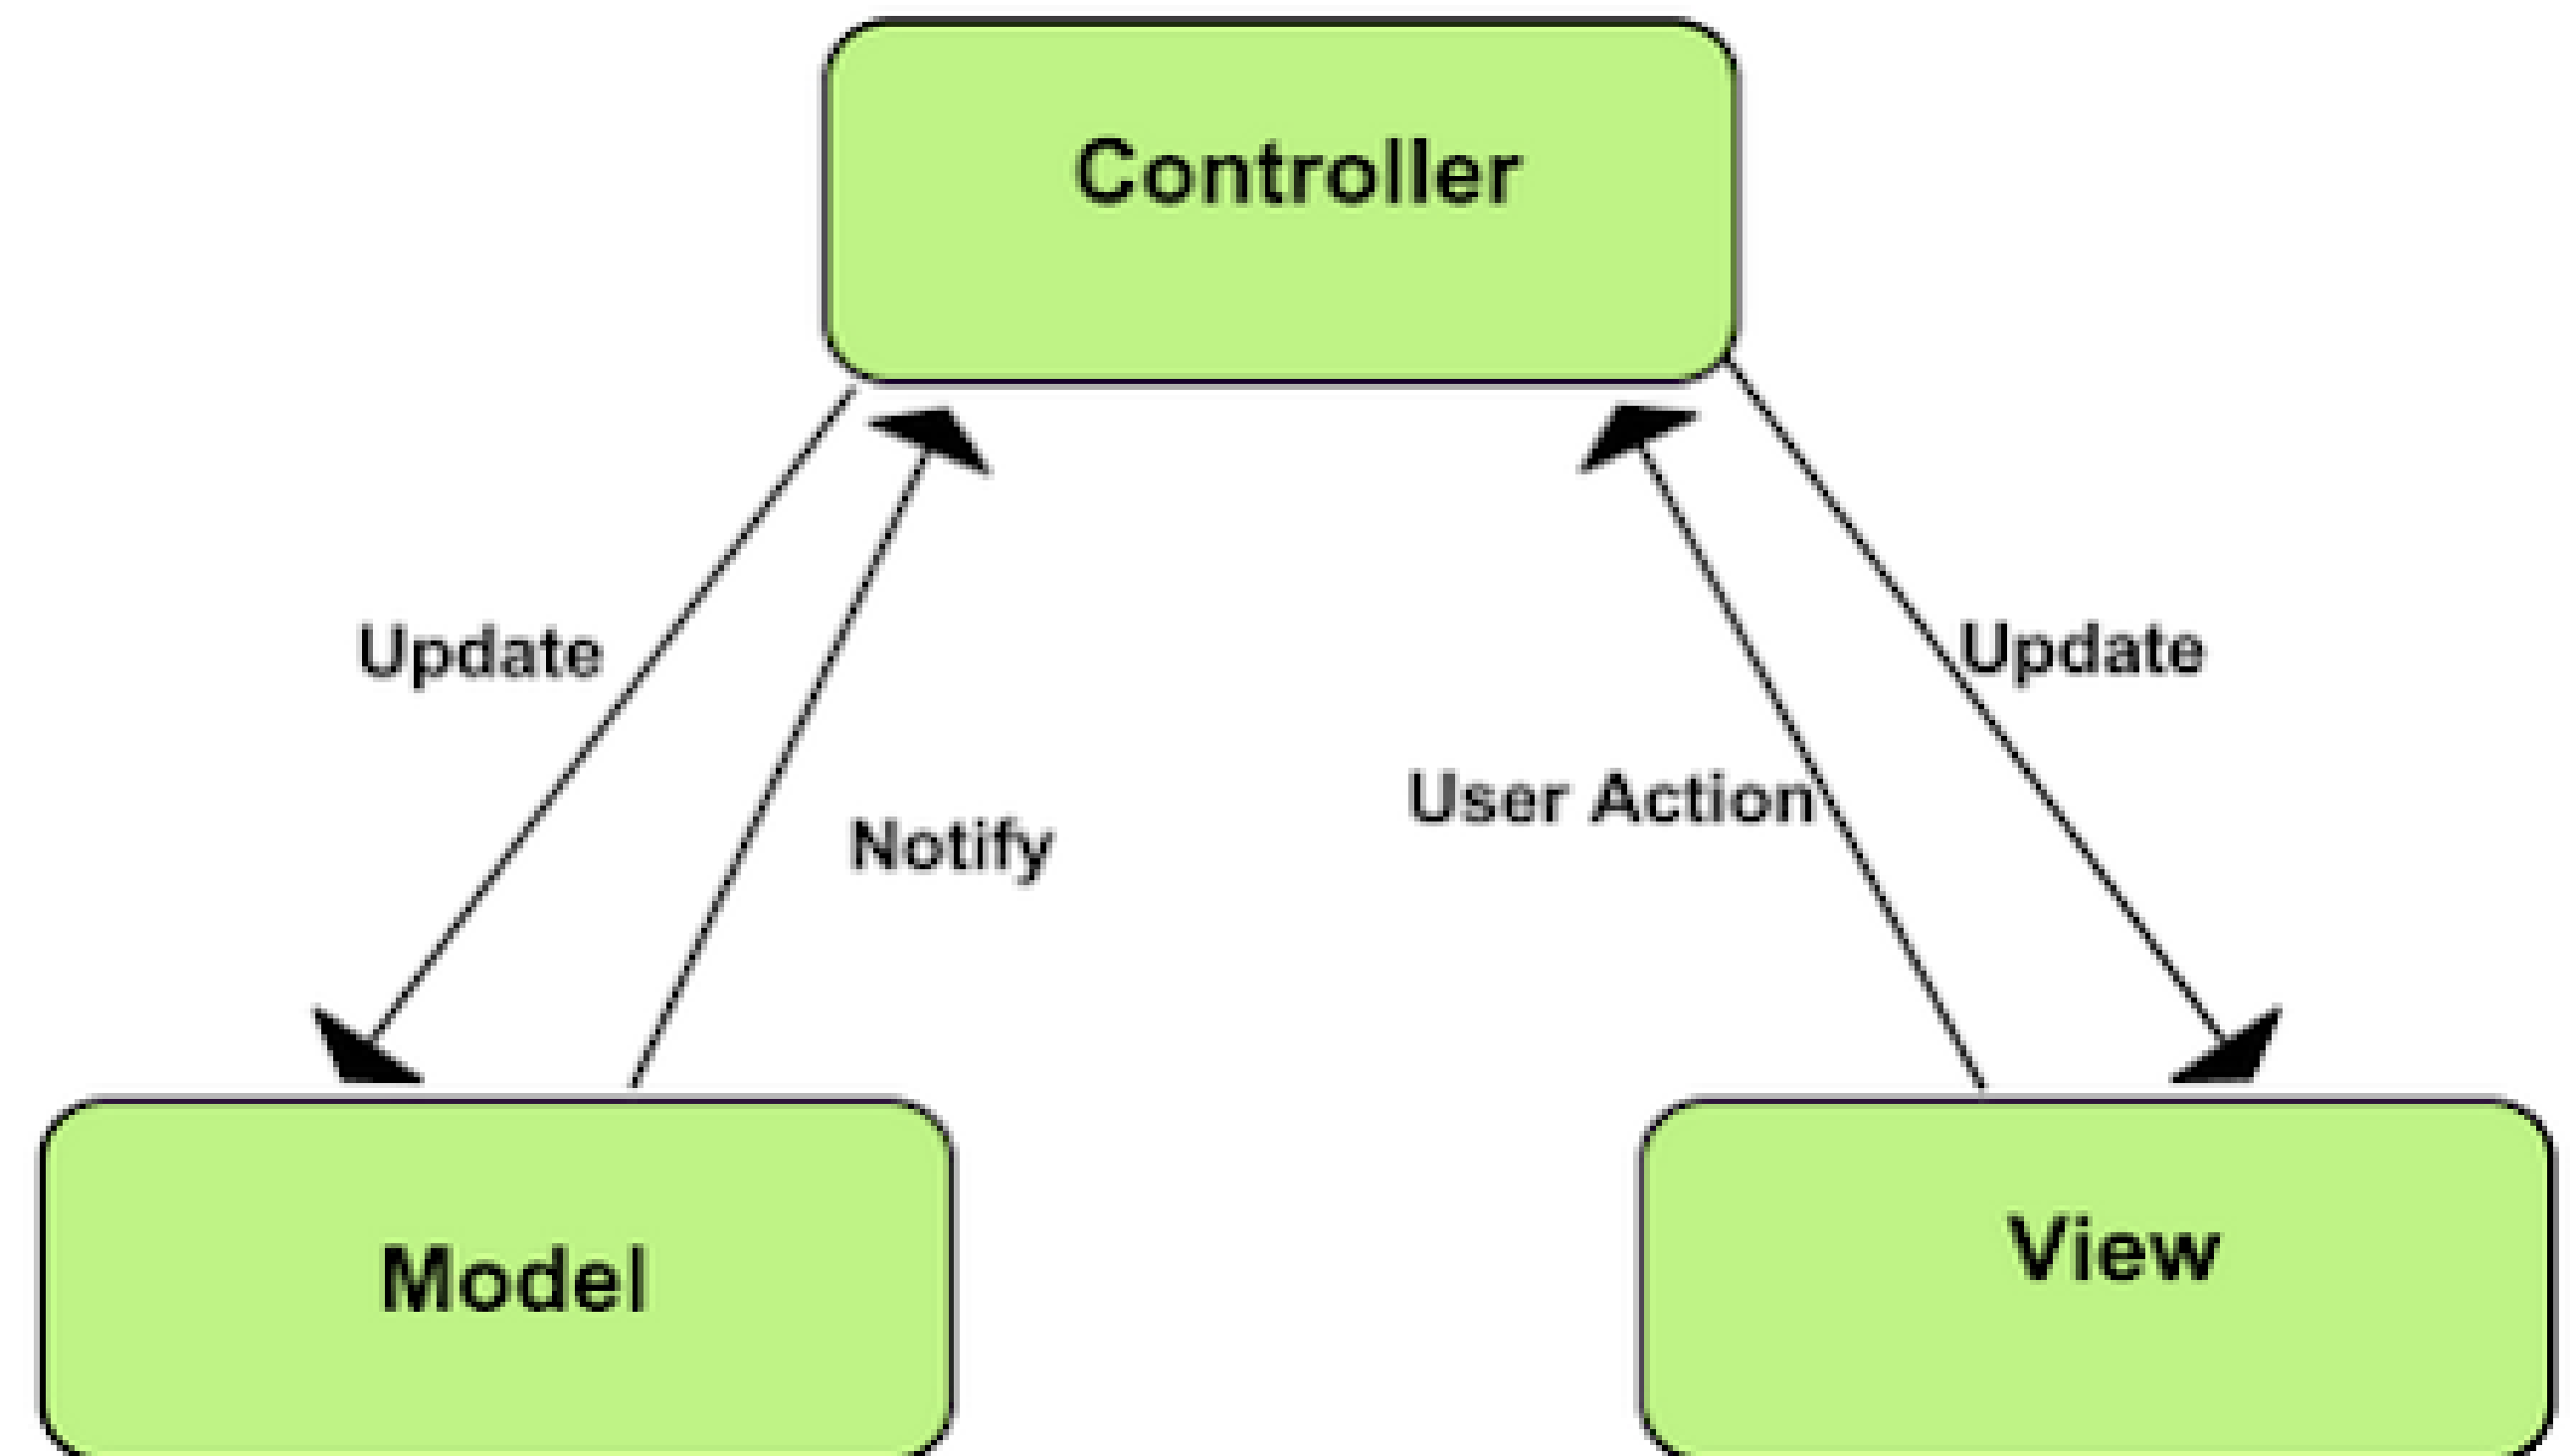 Controller
Update
Update
User Action
Notify
Model
View